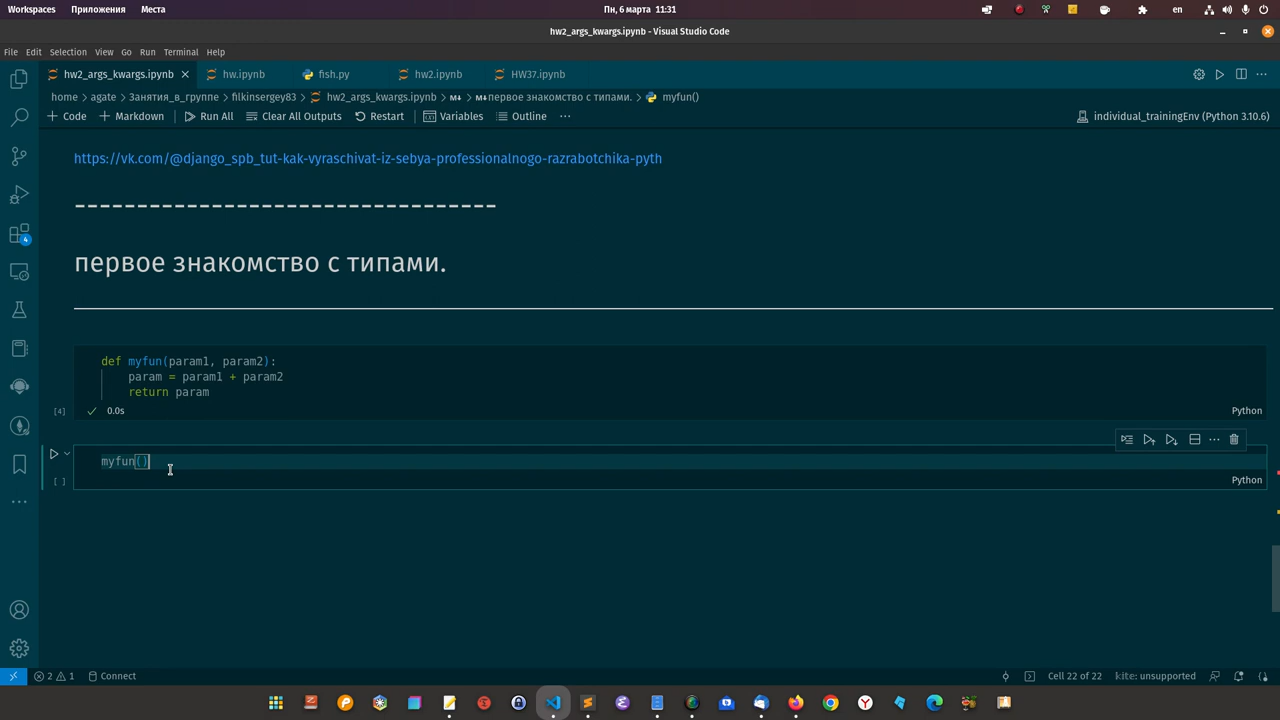 Workspaces Приложения Места Пн, 6 марта 11:31 en
hw2_args_kwargs.ipynb - Visual Studio Code
File Edit Selection View Go Run Terminal Help
hw2_args_kwargs.ipynb hw.ipynb fish.py hw2.ipynb HW37.ipynb
home > agate > Занятия_в_группе > filkinsergey83 > hw2_args_kwargs.ipynb > M↓ > M↓первое знакомство с типами. > myfun()
+ Code + Markdown Run All Clear All Outputs Restart Variables Outline ... individual_trainingEnv (Python 3.10.6)
https://vk.com/@django_spb_tut-kak-vyraschivat-iz-sebya-professionalnogo-razrabotchika-pyth
----------------------------------
первое знакомство с типами.
def myfun(param1, param2):
param = param1 + param2
return param
[4] 0.0s Python
myfun()
[ ] Python
4
2 1 Connect Cell 22 of 22 kite: unsupported